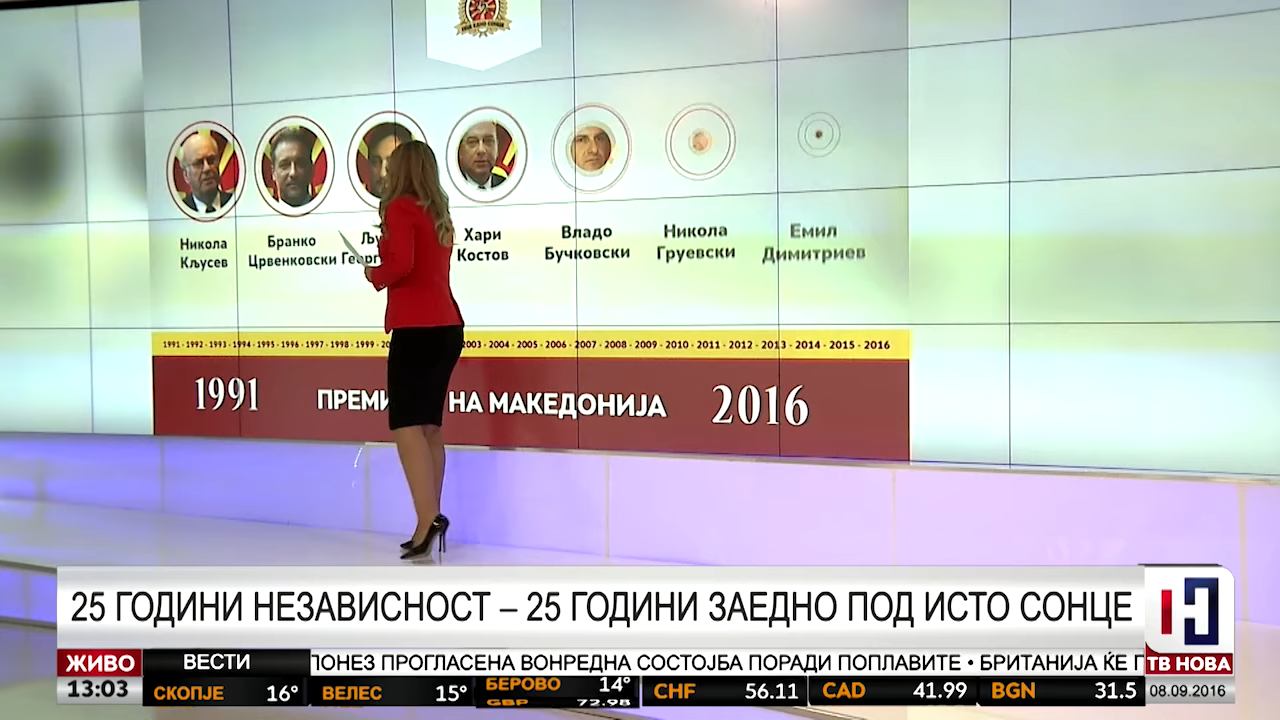 Никола
Кљусев
Бранко
Црвенковски
Хари
Костов
Владо
Бучковски
Никола
Груевски
Емил
Димитриев
1991 - 1992 - 1993 - 1994 - 1995 - 1996 - 1997 - 1998 - 1999 - 2003 - 2004 - 2005 - 2006 - 2007 - 2008 - 2009 - 2010 - 2011 - 2012 - 2013 - 2014 - 2015 - 2016
1991 НА МАКЕДОНИЈА 2016
25 ГОДИНИ НЕЗАВИСНОСТ – 25 ГОДИНИ ЗАЕДНО ПОД ИСТО СОНЦЕ
ЖИВО ВЕСТИ ПРОГЛАСЕНА ВОНРЕДНА СОСТОЈБА ПОРАДИ ПОПЛАВИТЕ • БРИТАНИЈА ЌЕ ТВ НОВА
13:03 СКОПЈЕ 16° ВЕЛЕС 15° БЕРОВО 14° CHF 56.11 CAD 41.99 BGN 31.5 08.09.2016
GBP 72.98